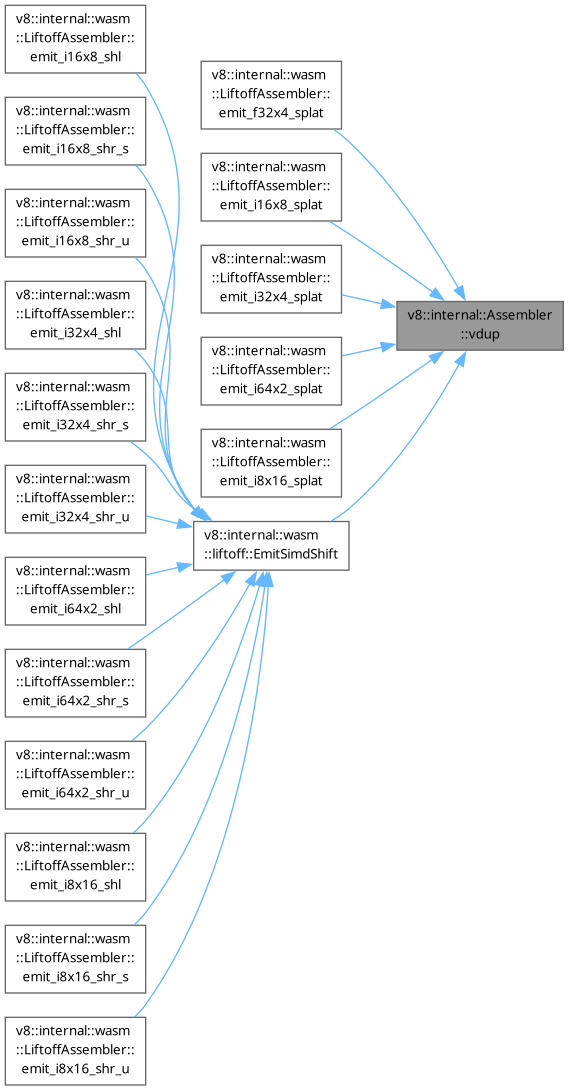 v8::internal::wasm
::LiftoffAssembler::
emit_i16x8_shl
v8::internal::wasm
::LiftoffAssembler::
emit_i16x8_shr_s
v8::internal::wasm
::LiftoffAssembler::
emit_i16x8_shr_u
v8::internal::wasm
::LiftoffAssembler::
emit_i32x4_shl
v8::internal::wasm
::LiftoffAssembler::
emit_i32x4_shr_s
v8::internal::wasm
::LiftoffAssembler::
emit_i32x4_shr_u
v8::internal::wasm
::LiftoffAssembler::
emit_i64x2_shl
v8::internal::wasm
::LiftoffAssembler::
emit_i64x2_shr_s
v8::internal::wasm
::LiftoffAssembler::
emit_i64x2_shr_u
v8::internal::wasm
::LiftoffAssembler::
emit_i8x16_shl
v8::internal::wasm
::LiftoffAssembler::
emit_i8x16_shr_s
v8::internal::wasm
::LiftoffAssembler::
emit_i8x16_shr_u
v8::internal::wasm
::LiftoffAssembler::
emit_f32x4_splat
v8::internal::wasm
::LiftoffAssembler::
emit_i16x8_splat
v8::internal::wasm
::LiftoffAssembler::
emit_i32x4_splat
v8::internal::wasm
::LiftoffAssembler::
emit_i64x2_splat
v8::internal::wasm
::LiftoffAssembler::
emit_i8x16_splat
v8::internal::wasm
::liftoff::EmitSimdShift
v8::internal::Assembler
::vdup